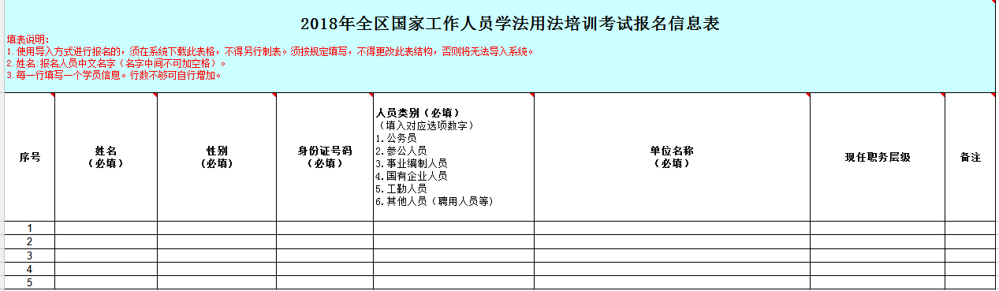 2018年全区国家工作人员学法用法培训考试报名信息表
填表说明：
1.使用导入方式进行报名的，须在系统下载此表格，不得另行制表。须按规定填写，不得更改此表结构，否则将无法导入系统。
2.姓名:报名人员中文名字（名字中间不可加空格）。
3.每一行填写一个学员信息。行数不够可自行增加。
序号
姓名
（必填）
性别
（必填）
身份证号码
（必填）
人员类别（必填）
（填入对应选项数字）
1.公务员
2.参公人员
3.事业编制人员
4.国有企业人员
5.工勤人员
6.其他人员（聘用人员等）
单位名称
（必填）
现任职务层级
备注
1
2
3
4
5